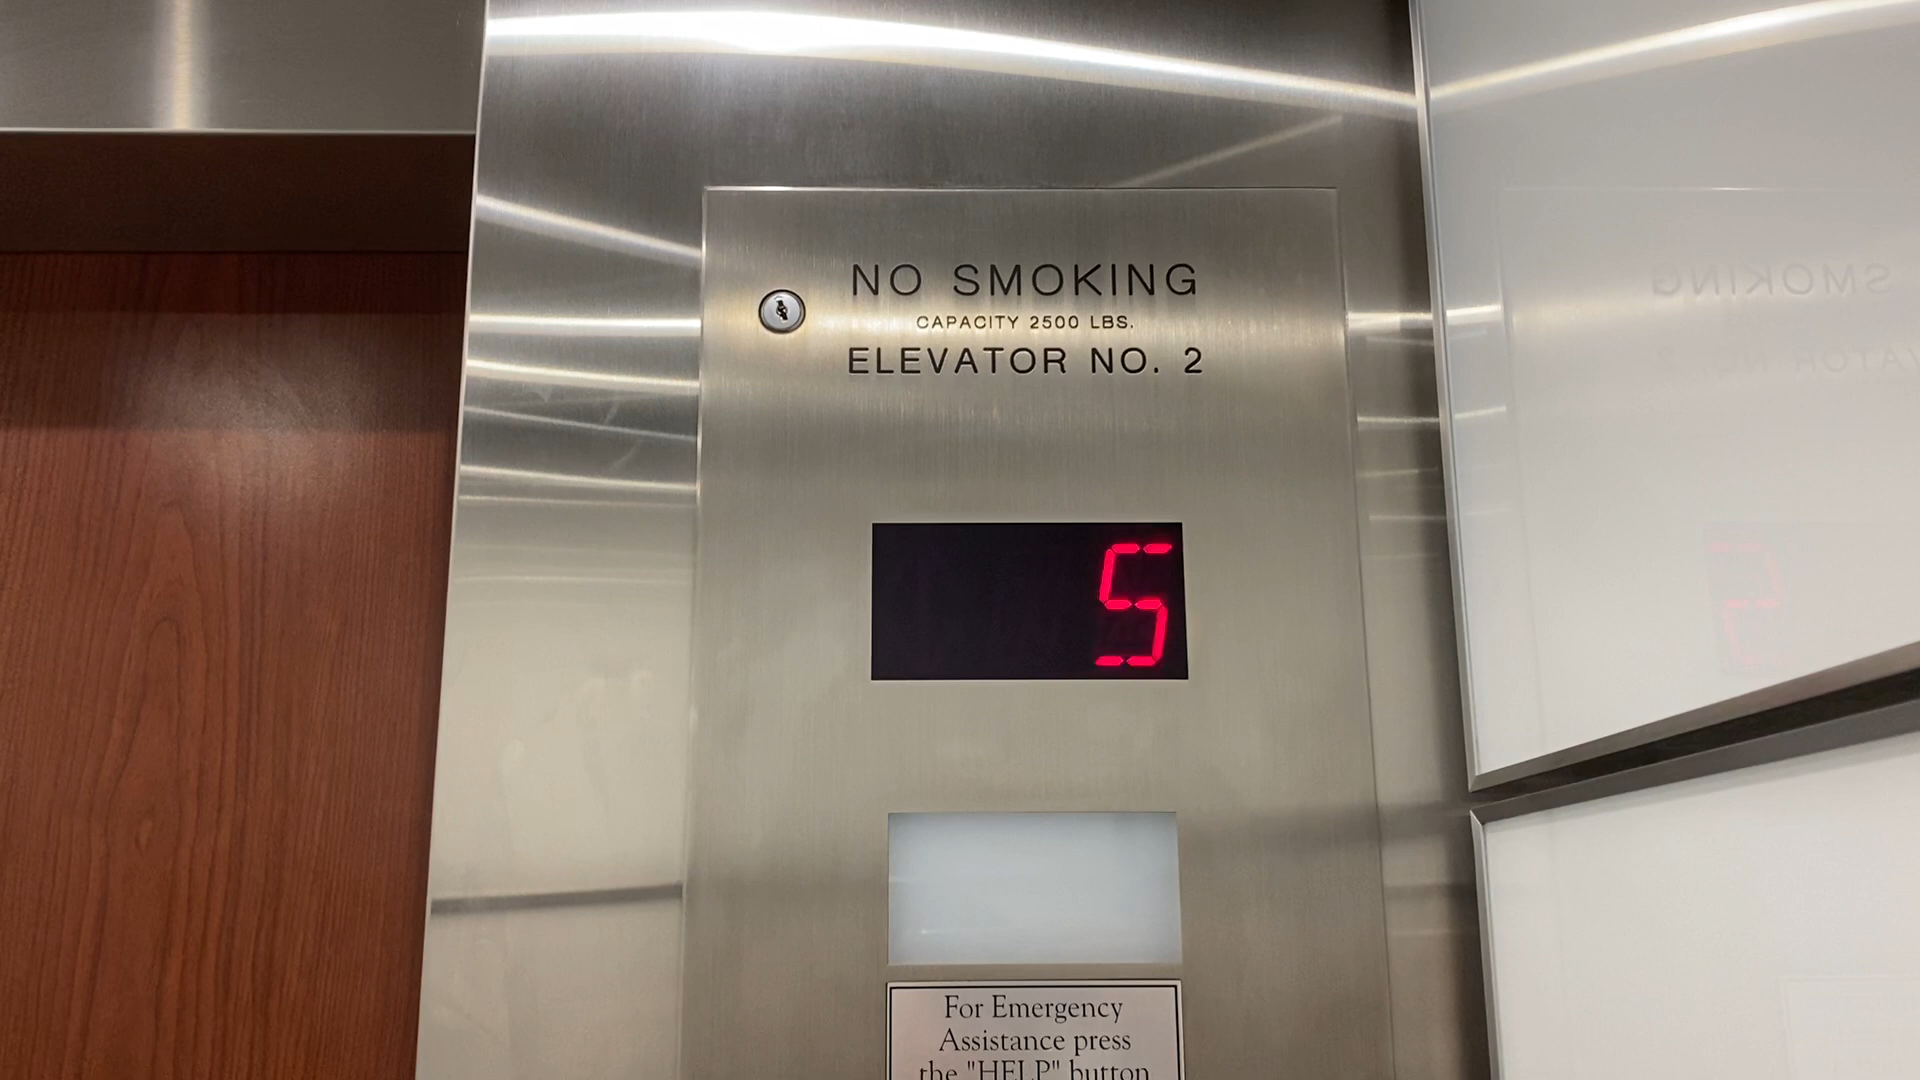 NO SMOKING
CAPACITY 2500 LBS.
ELEVATOR NO. 2
5
For Emergency
Assistance press
the "HELP" button